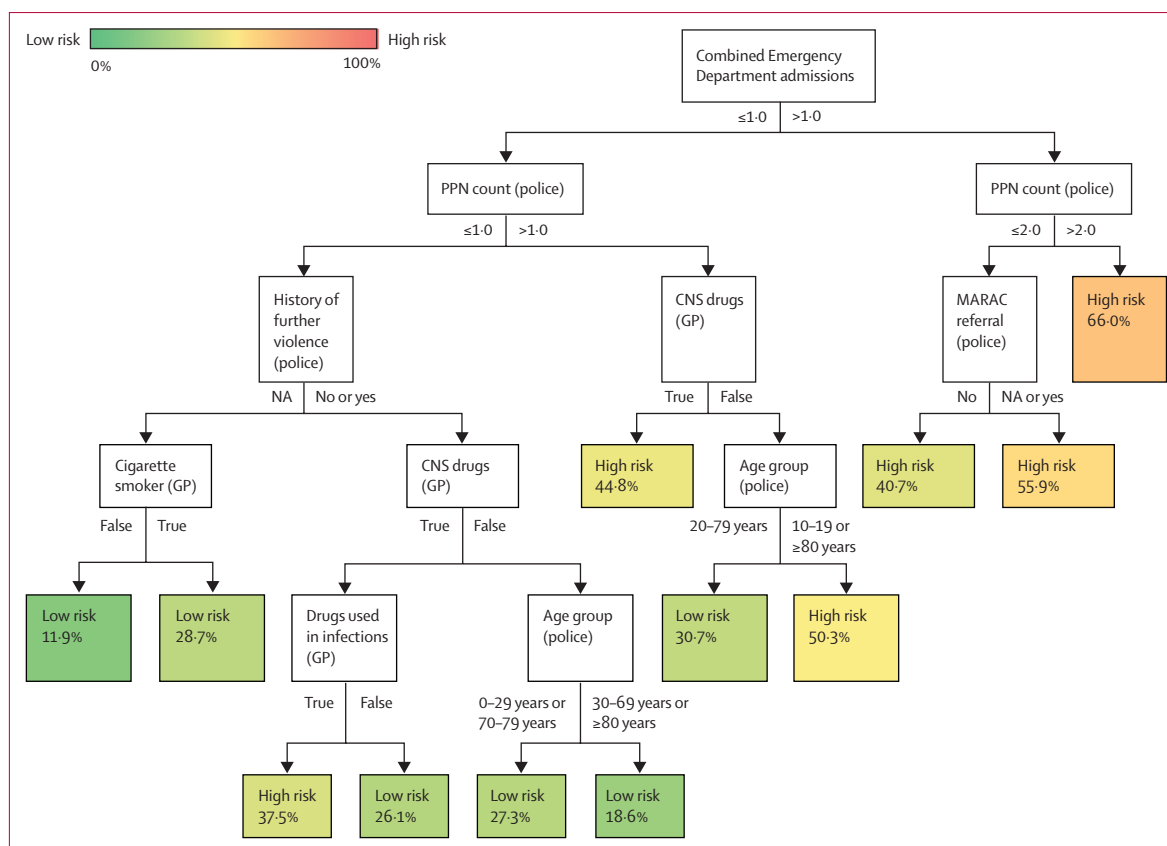 Low risk
High risk
0%
100%
Combined Emergency
Department admissions
≤1·0
>1·0
PPN count (police)
PPN count (police)
≤1·0
>1·0
≤2·0
>2·0
History of
further
violence
(police)
CNS drugs
(GP)
MARAC
referral
(police)
High risk
66·0%
NA
No or yes
True
False
No
NA or yes
Cigarette
smoker (GP)
CNS drugs
(GP)
High risk
44·8%
Age group
(police)
High risk
40·7%
High risk
55·9%
False
True
True
False
20–79 years
10–19 or
≥80 years
Low risk
11·9%
Low risk
28·7%
Drugs used
in infections
(GP)
Age group
(police)
Low risk
30·7%
High risk
50·3%
True
False
0–29 years or
70–79 years
30–69 years or
≥80 years
High risk
37·5%
Low risk
26·1%
Low risk
27·3%
Low risk
18·6%